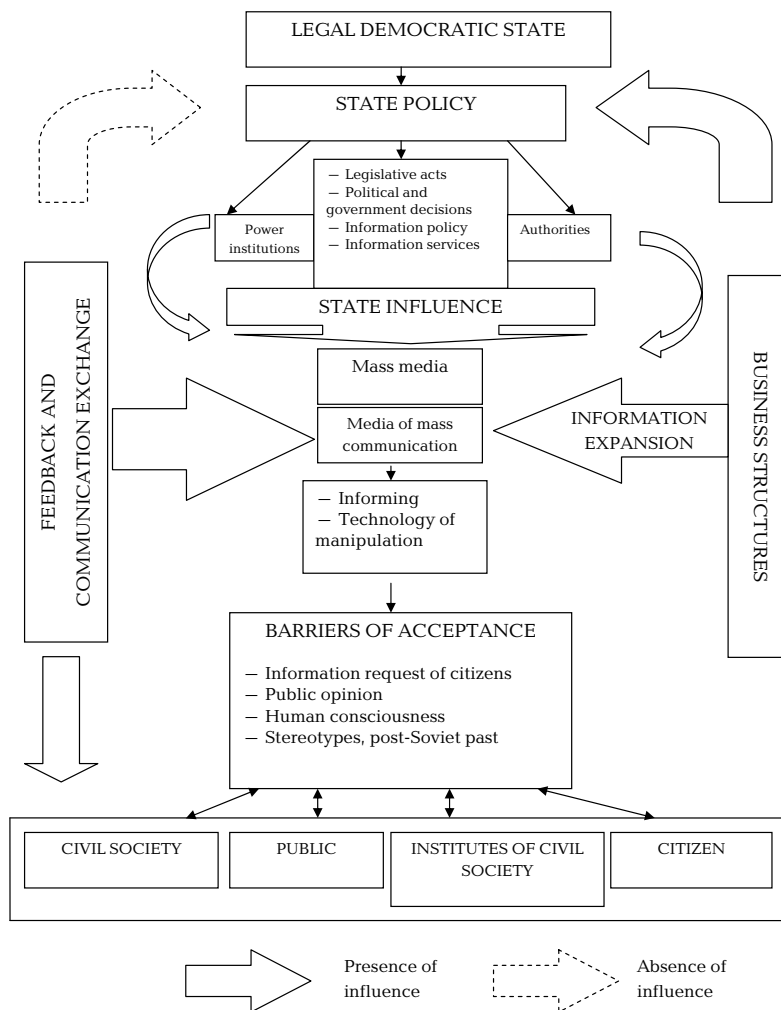 LEGAL DEMOCRATIC STATE
STATE POLICY
— Legislative acts
— Political and
government decisions
— Information policy
— Information services
Power
institutions
Authorities
STATE INFLUENCE
FEEDBACK AND
COMMUNICATION EXCHANGE
Mass media
Media of mass
communication
INFORMATION
EXPANSION
BUSINESS STRUCTURES
— Informing
— Technology of
manipulation
BARRIERS OF ACCEPTANCE
— Information request of citizens
— Public opinion
— Human consciousness
— Stereotypes, post-Soviet past
CIVIL SOCIETY
PUBLIC
INSTITUTES OF CIVIL
SOCIETY
CITIZEN
Presence of
influence
Absence of
influence